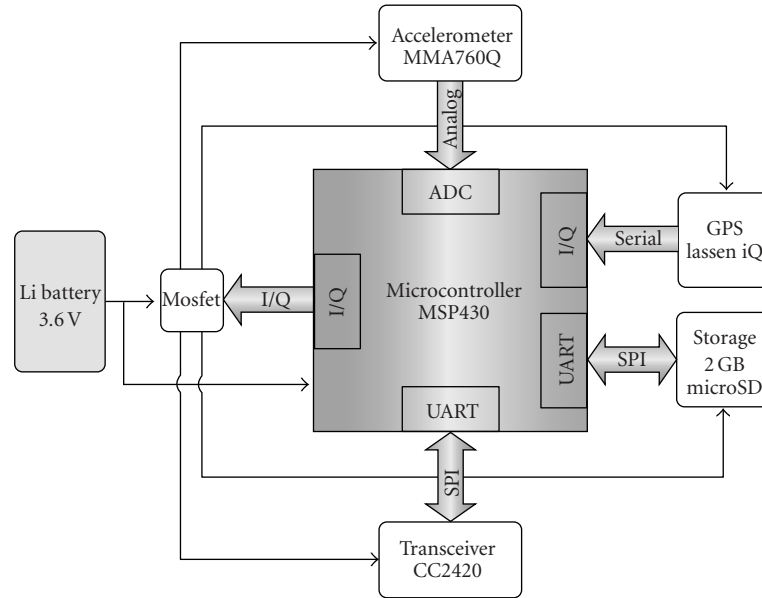 Accelerometer
MMA760Q
Analog
ADC
I/Q
Serial
GPS
lassen iQ
Li battery
3.6 V
Mosfet
I/Q
I/Q
Microcontroller
MSP430
UART
SPI
Storage
2 GB
microSD
UART
SPI
Transceiver
CC2420